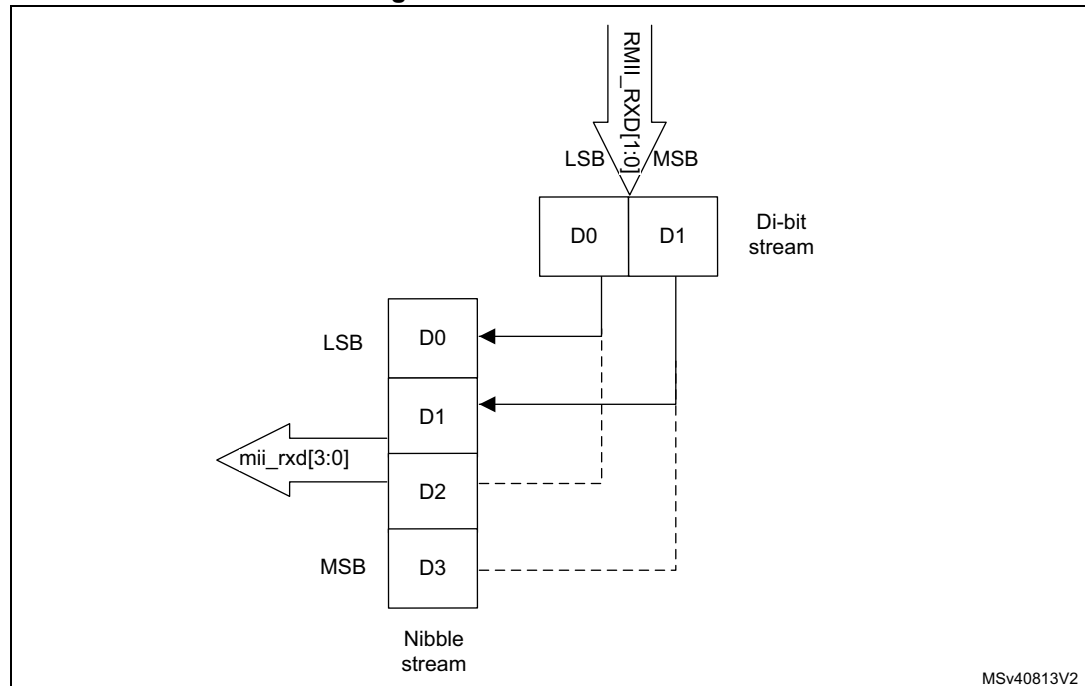 RMII_RXD[1:0]
LSB
MSB
D0
D1
Di-bit
stream
LSB
D0
D1
mii_rxd[3:0]
D2
MSB
D3
Nibble
stream
MSv40813V2